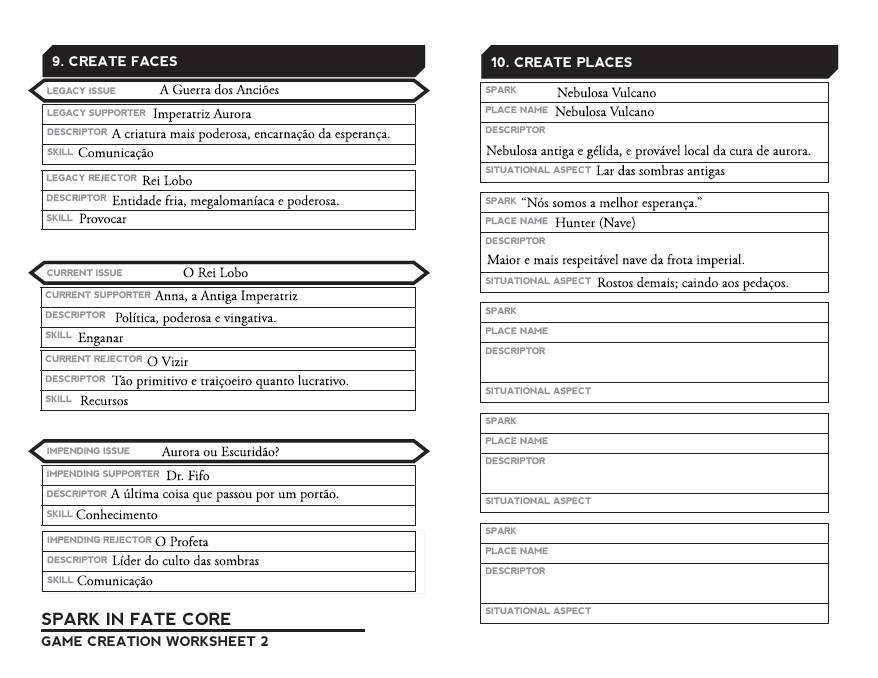 9. CREATE FACES
LEGACY ISSUE A Guerra dos Anciões
LEGACY SUPPORTER Imperatriz Aurora
DESCRIPTOR A criatura mais poderosa, encarnação da esperança.
SKILL Comunicação
LEGACY REJECTOR Rei Lobo
DESCRIPTOR Entidade fria, megalomaníaca e poderosa.
SKILL Provocar
CURRENT ISSUE O Rei Lobo
CURRENT SUPPORTER Anna, a Antiga Imperatriz
DESCRIPTOR Política, poderosa e vingativa.
SKILL Enganar
CURRENT REJECTOR O Vizir
DESCRIPTOR Tão primitivo e traiçoeiro quanto lucrativo.
SKILL Recursos
IMPENDING ISSUE Aurora ou Escuridão?
IMPENDING SUPPORTER Dr. Fifo
DESCRIPTOR A última coisa que passou por um portão.
SKILL Conhecimento
IMPENDING REJECTOR O Profeta
DESCRIPTOR Líder do culto das sombras
SKILL Comunicação
SPARK IN FATE CORE
GAME CREATION WORKSHEET 2
10. CREATE PLACES
SPARK Nebulosa Vulcano
PLACE NAME Nebulosa Vulcano
DESCRIPTOR
Nebulosa antiga e gélida, e provável local da cura de aurora.
SITUATIONAL ASPECT Lar das sombras antigas
SPARK “Nós somos a melhor esperança.”
PLACE NAME Hunter (Nave)
DESCRIPTOR
Maior e mais respeitável nave da frota imperial.
SITUATIONAL ASPECT Rostos demais; caindo aos pedaços.
SPARK
PLACE NAME
DESCRIPTOR
SITUATIONAL ASPECT
SPARK
PLACE NAME
DESCRIPTOR
SITUATIONAL ASPECT
SPARK
PLACE NAME
DESCRIPTOR
SITUATIONAL ASPECT